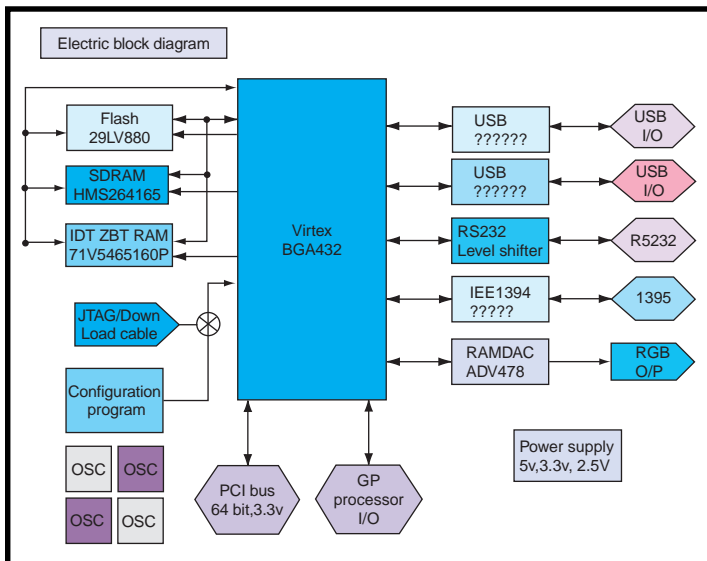 Electric block diagram
Flash
29LV880
SDRAM
HMS264165
IDT ZBT RAM
71V5465160P
JTAG/Down
Load cable
Configuration
program
OSC
OSC
OSC
OSC
Virtex
BGA432
USB
??????
USB
??????
RS232
Level shifter
IEE1394
?????
RAMDAC
ADV478
USB
I/O
USB
I/O
R5232
1395
RGB
O/P
PCI bus
64 bit,3.3v
GP
processor
I/O
Power supply
5v,3.3v, 2.5V